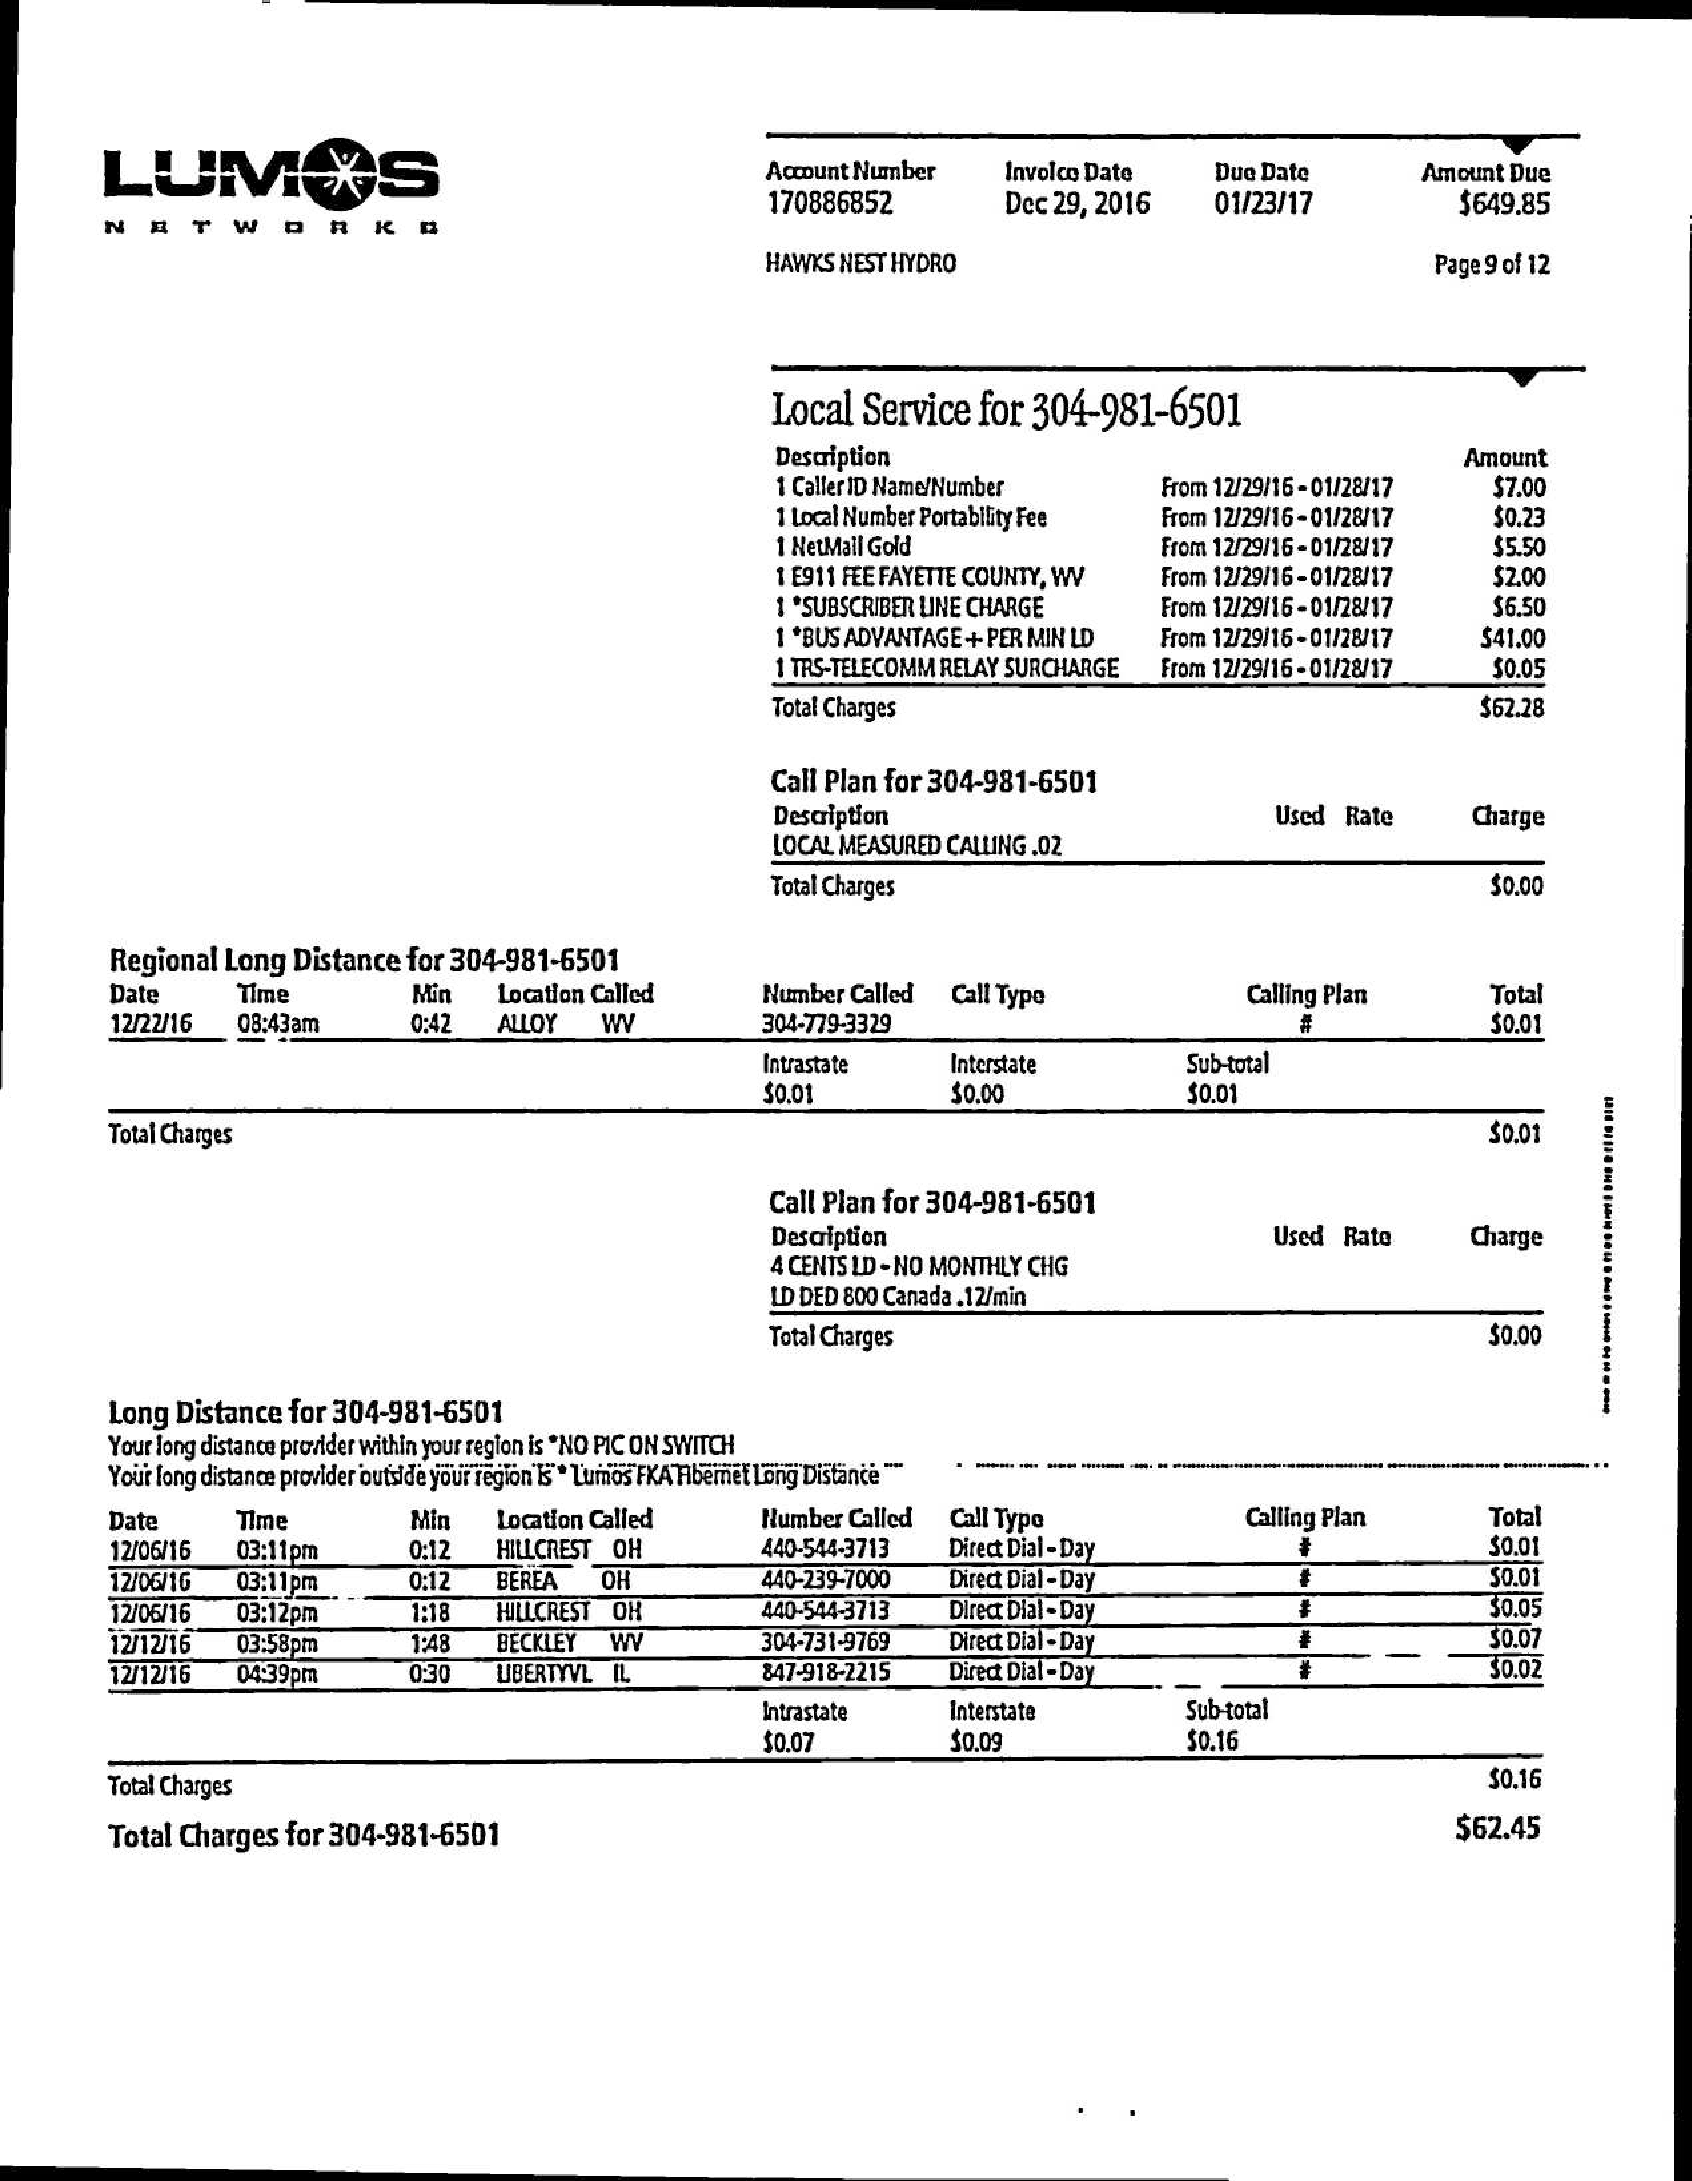 LUMOS
NETWORKS
Account Number Invoice Date Due Date Amount Due
170886852 Dec 29, 2016 01/23/17 $649.85
HAWKS NEST HYDRO Page 9 of 12
Local Service for 304-981-6501
Description Amount
1 Caller ID Name/Number From 12/29/16 - 01/28/17 $7.00
1 Local Number Portability Fee From 12/29/16 - 01/28/17 $0.23
1 NetMail Gold From 12/29/16 - 01/28/17 $5.50
1 E911 FEE FAYETTE COUNTY, WV From 12/29/16 - 01/28/17 $2.00
1 *SUBSCRIBER LINE CHARGE From 12/29/16 - 01/28/17 $6.50
1 *BUS ADVANTAGE + PER MIN LD From 12/29/16 - 01/28/17 $41.00
1 TRS-TELECOMM RELAY SURCHARGE From 12/29/16 - 01/28/17 $0.05
Total Charges $62.28
Call Plan for 304-981-6501
Description Used Rate Charge
LOCAL MEASURED CALLING .02
Total Charges $0.00
Regional Long Distance for 304-981-6501
Date Time Min Location Called Number Called Call Type Calling Plan Total
12/22/16 08:43am 0:42 ALLOY WV 304-779-3329 # $0.01
Intrastate Interstate Sub-total
$0.01 $0.00 $0.01
Total Charges $0.01
Call Plan for 304-981-6501
Description Used Rate Charge
4 CENTS LD - NO MONTHLY CHG
LD DED 800 Canada .12/min
Total Charges $0.00
Long Distance for 304-981-6501
Your long distance provider within your region is *NO PIC ON SWITCH
Your long distance provider outside your region is * Lumos FKA Fibernet Long Distance
Date Time Min Location Called Number Called Call Type Calling Plan Total
12/06/16 03:11pm 0:12 HILLCREST OH 440-544-3713 Direct Dial - Day # $0.01
12/06/16 03:11pm 0:12 BEREA OH 440-239-7000 Direct Dial - Day # $0.01
12/06/16 03:12pm 1:18 HILLCREST OH 440-544-3713 Direct Dial - Day # $0.05
12/12/16 03:58pm 1:48 BECKLEY WV 304-731-9769 Direct Dial - Day # $0.07
12/12/16 04:39pm 0:30 LIBERTYVL IL 847-918-2215 Direct Dial - Day # $0.02
Intrastate Interstate Sub-total
$0.07 $0.09 $0.16
Total Charges $0.16
Total Charges for 304-981-6501 $62.45